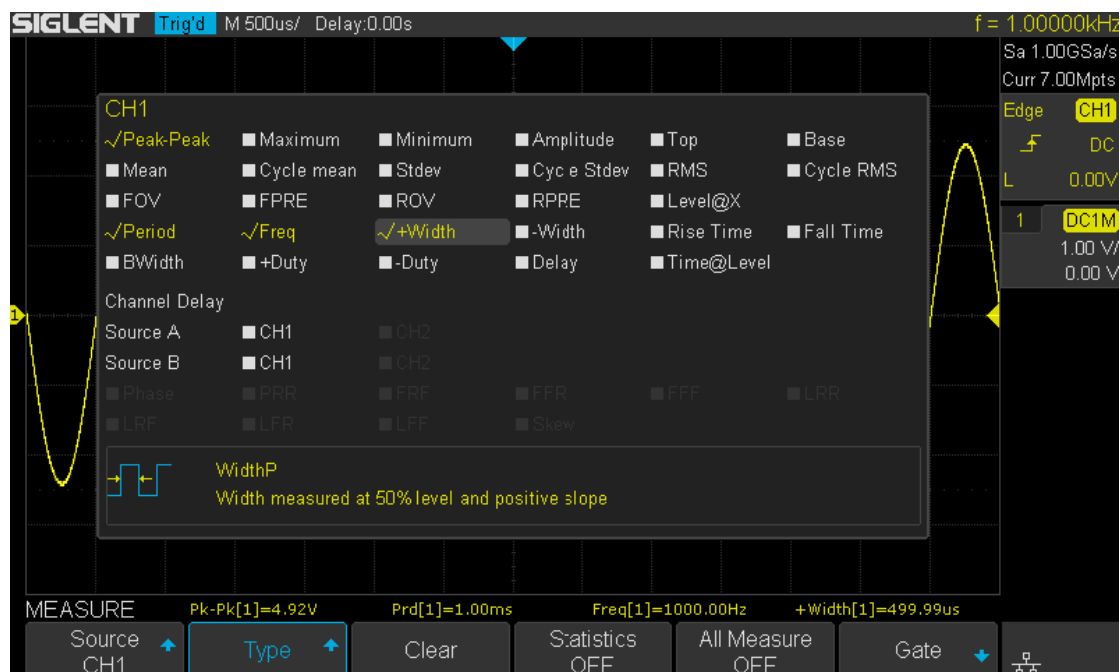 SIGLENT Trig'd M 500us/ Delay:0.00s f = 1.00000kHz
Sa 1.00GSa/s
Curr 7.00Mpts
Edge CH1
DC
L 0.00V
1 DC1M
1.00 V/
0.00 V
CH1
Peak-Peak Maximum Minimum Amplitude Top Base
Mean Cycle mean Stdev Cyc e Stdev RMS Cycle RMS
FOV FPRE ROV RPRE Level@X
Period Freq +Width -Width Rise Time Fall Time
BWidth +Duty -Duty Delay Time@Level
Channel Delay
Source A CH1 CH2
Source B CH1 CH2
Phase PRR FRF FFR FFF LRR
LRF LFR LFF Skew
WidthP
Width measured at 50% level and positive slope
1
MEASURE Pk-Pk[1]=4.92V Prd[1]=1.00ms Freq[1]=1000.00Hz +Width[1]=499.99us
Source Type Clear Statistics All Measure Gate
CH1 OFF OFF